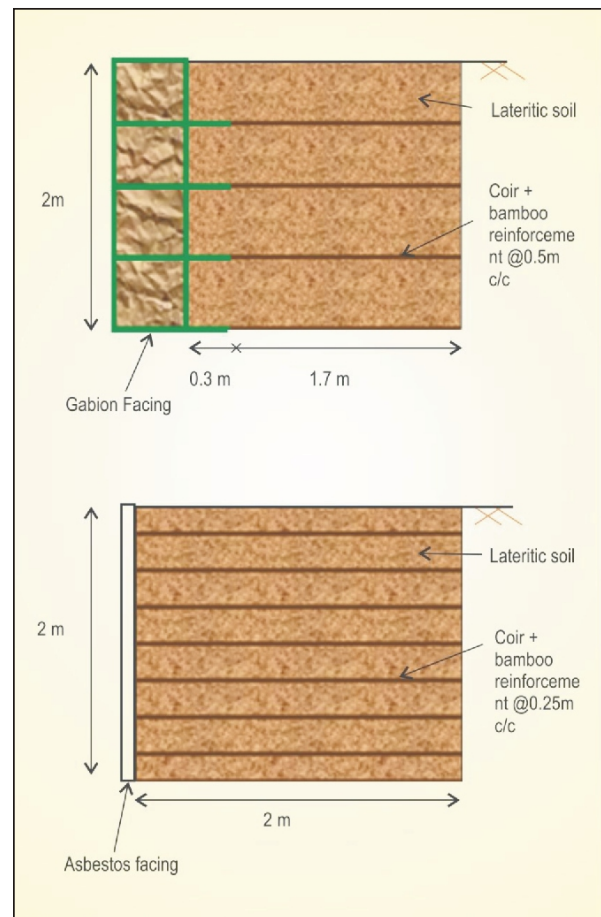 Lateritic soil
2m
Coir +
bamboo
reinforceme
nt @0.5m
c/c
0.3 m
1.7 m
Gabion Facing
Lateritic soil
2 m
Coir +
bamboo
reinforceme
nt @0.25m
c/c
2 m
Asbestos facing